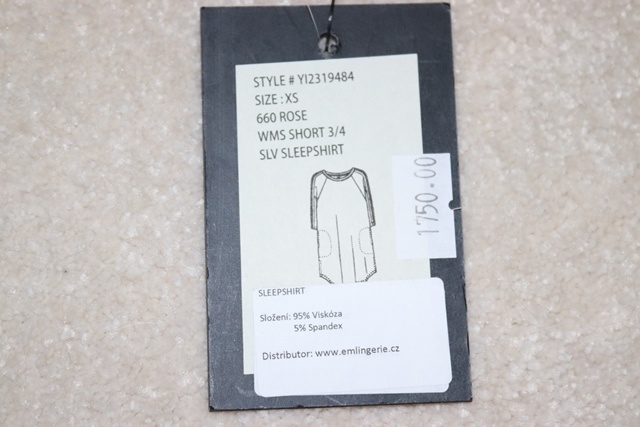 STYLE # YI2319484
SIZE : XS
660 ROSE
WMS SHORT 3/4
SLV SLEEPSHIRT
1750.00
SLEEPSHIRT
Složení: 95% Viskóza
5% Spandex
Distributor: www.emlingerie.cz